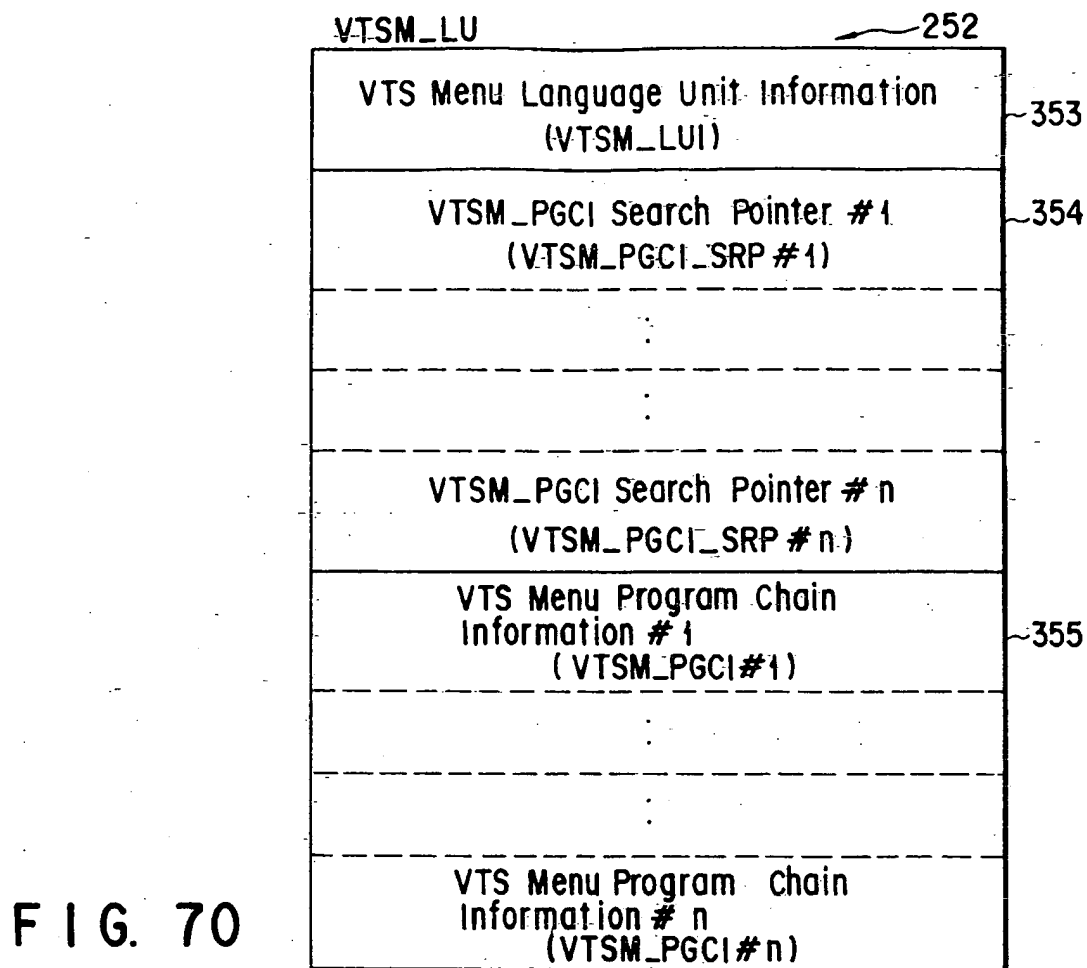 VTSM_LU
252
VTS Menu Language Unit Information
(VTSM_LUI)
353
VTSM_PGCI Search Pointer #1
(VTSM_PGCI_SRP #1)
354
VTSM_PGCI Search Pointer #n
(VTSM_PGCI_SRP #n)
VTS Menu Program Chain
Information #1
(VTSM_PGCI#1)
355
VTS Menu Program Chain
Information # n
(VTSM_PGCI#n)
FIG. 70